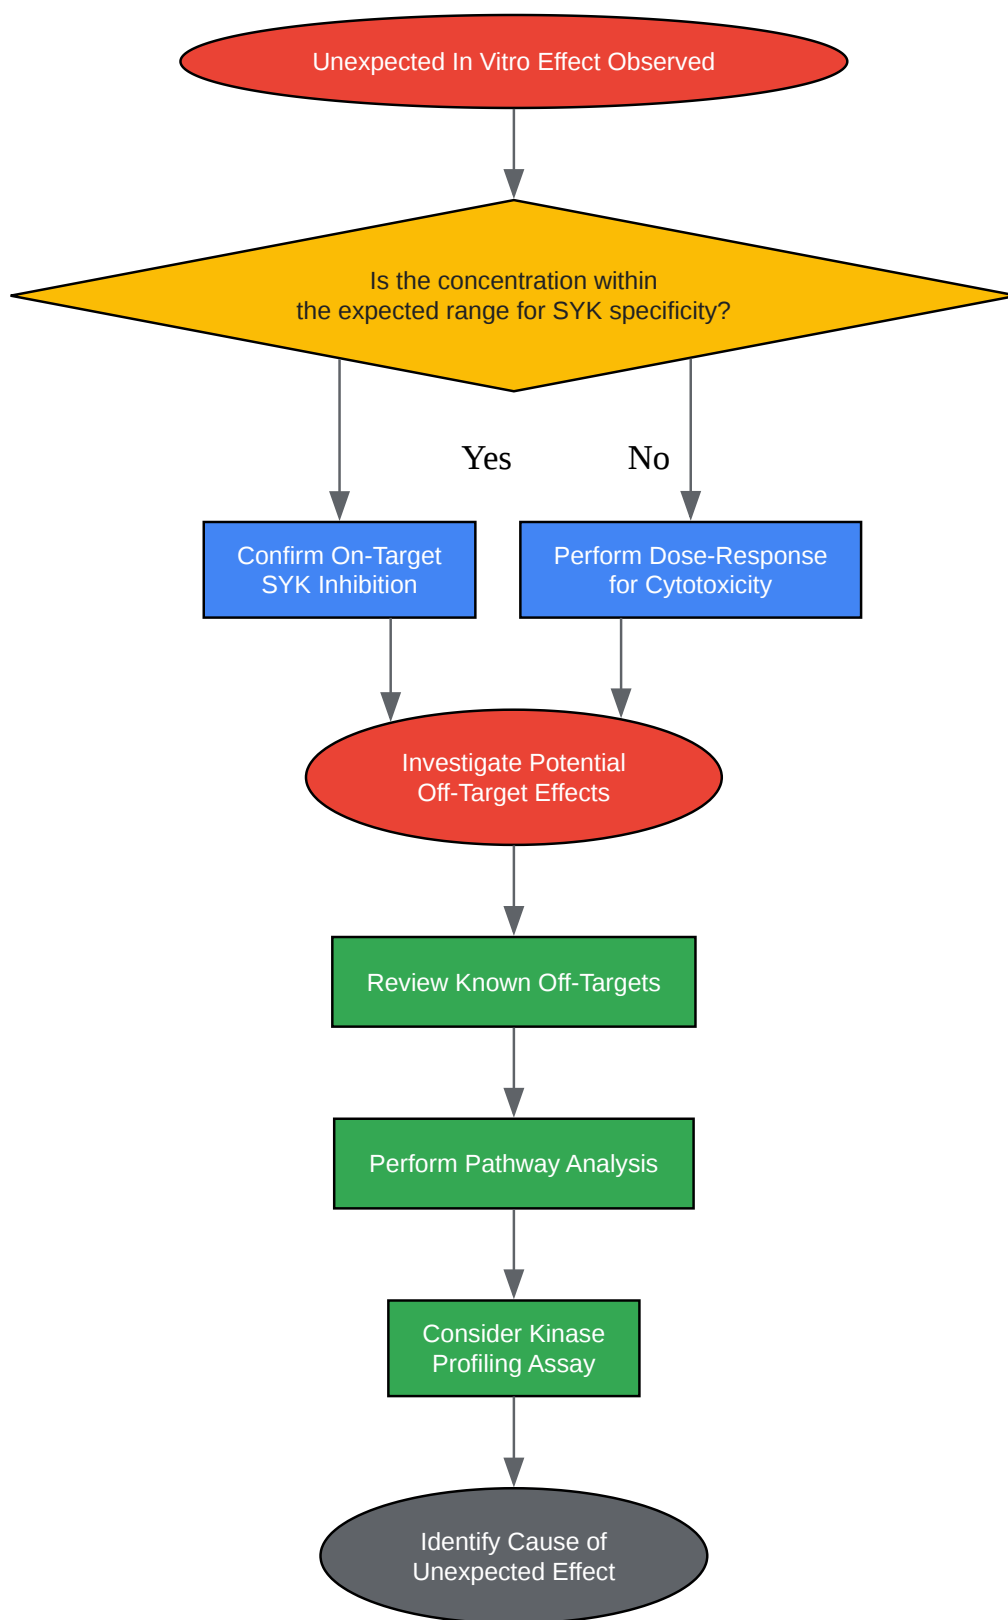 Unexpected In Vitro Effect Observed
Is the concentration within
the expected range for SYK specificity?
Yes
No
Confirm On-Target
SYK Inhibition
Perform Dose-Response
for Cytotoxicity
Investigate Potential
Off-Target Effects
Review Known Off-Targets
Perform Pathway Analysis
Consider Kinase
Profiling Assay
Identify Cause of
Unexpected Effect